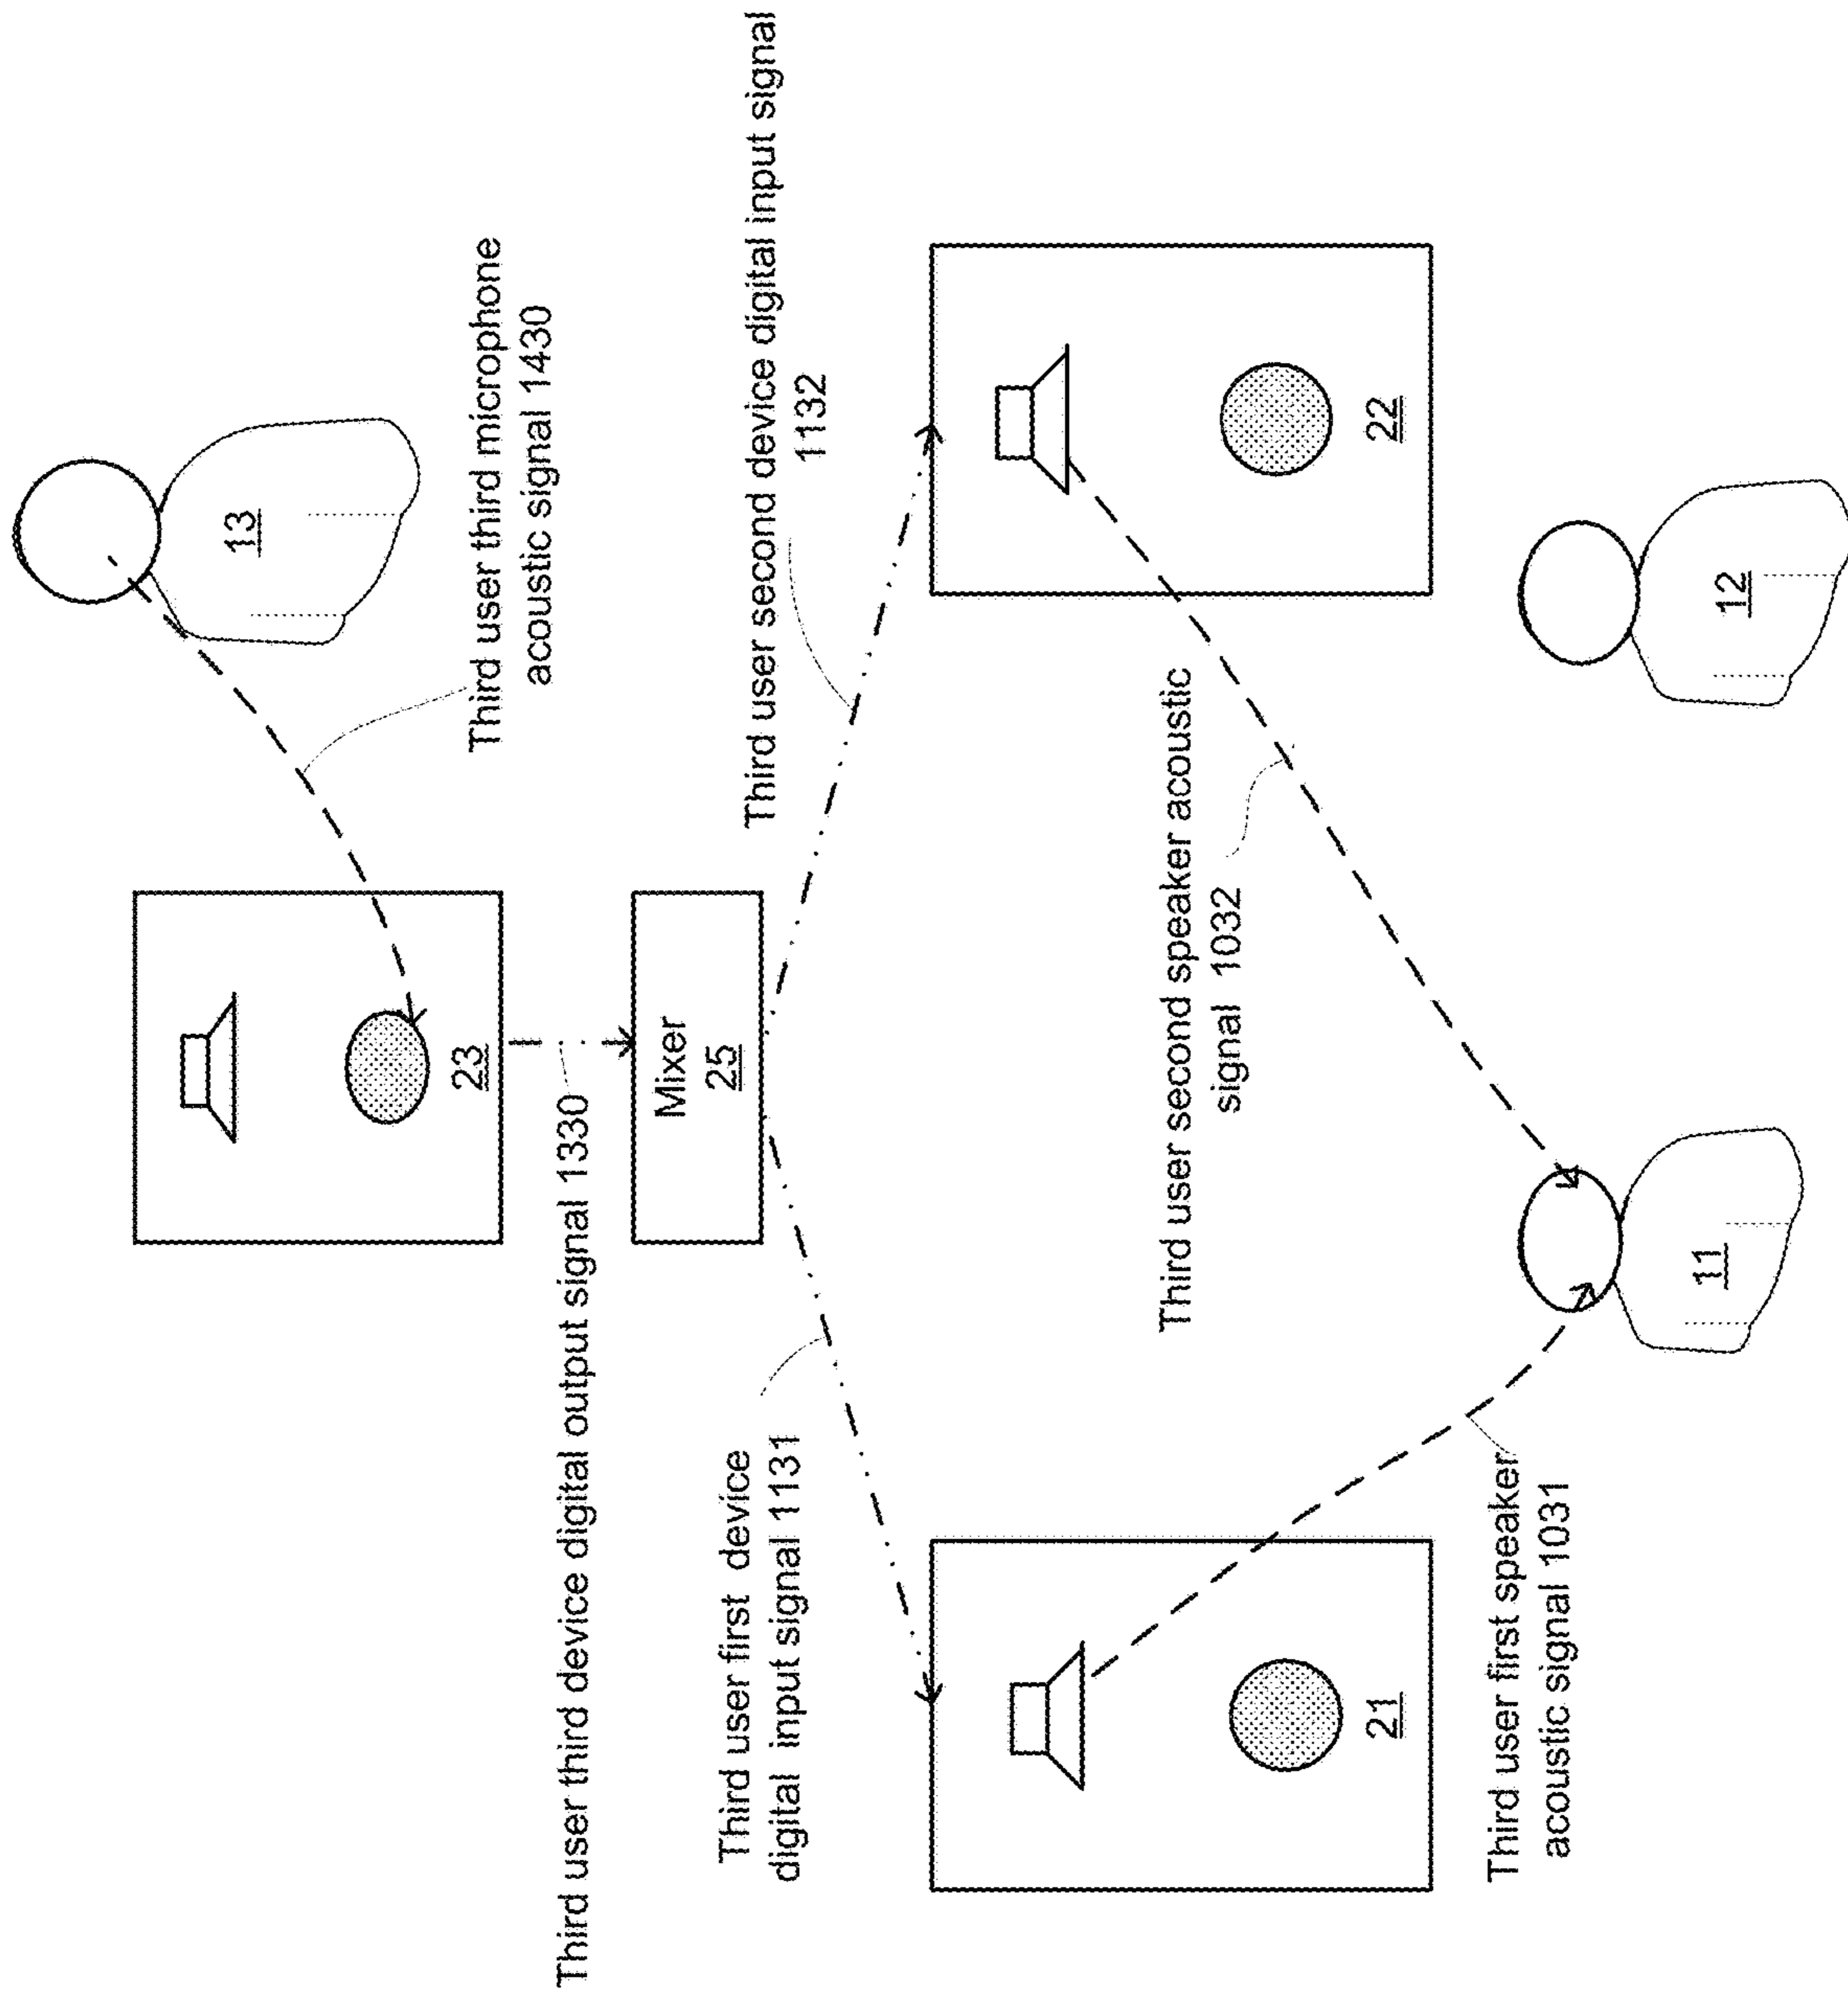 13
Third user third microphone
acoustic signal 1430
23
Third user third device digital output signal 1330
Mixer
25
Third user first device
digital input signal 1131
Third user second device digital input signal
1132
21
22
Third user second speaker acoustic
signal 1032
Third user first speaker
acoustic signal 1031
11
12